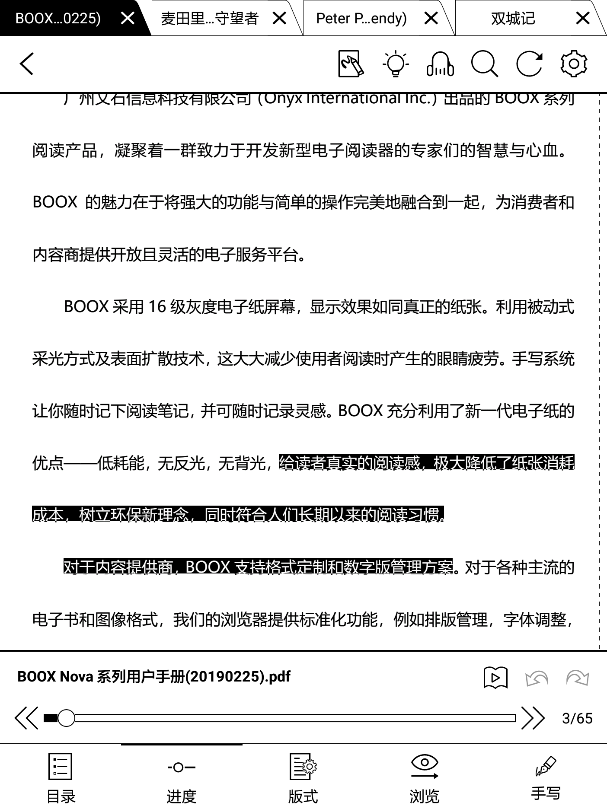 BOOX...0225)
麦田里...守望者
Peter P...endy)
双城记
广州文石信息科技有限公司（Onyx International Inc.）出品的 BOOX 系列
阅读产品，凝聚着一群致力于开发新型电子阅读器的专家们的智慧与心血。
BOOX 的魅力在于将强大的功能与简单的操作完美地融合到一起，为消费者和
内容商提供开放且灵活的电子服务平台。
BOOX 采用 16 级灰度电子纸屏幕，显示效果如同真正的纸张。利用被动式
采光方式及表面扩散技术，这大大减少使用者阅读时产生的眼睛疲劳。手写系统
让你随时记下阅读笔记，并可随时记录灵感。BOOX 充分利用了新一代电子纸的
优点——低耗能，无反光，无背光，给读者真实的阅读感，极大降低了纸张消耗
成本，树立环保新理念，同时符合人们长期以来的阅读习惯。
对于内容提供商，BOOX 支持格式定制和数字版管理方案。对于各种主流的
电子书和图像格式，我们的浏览器提供标准化功能，例如排版管理，字体调整，
BOOX Nova 系列用户手册(20190225).pdf
3/65
目录
进度
版式
浏览
手写